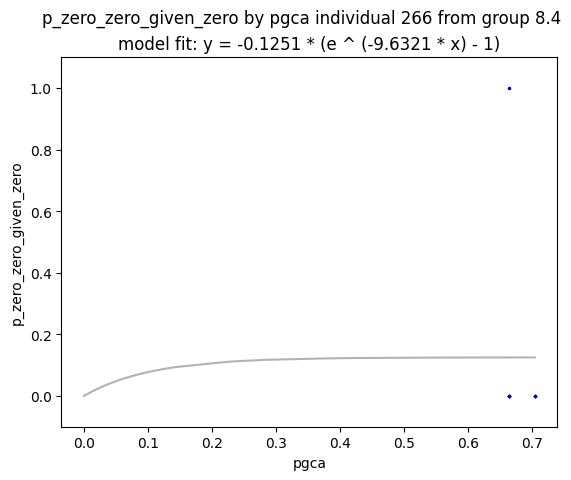 p_zero_zero_given_zero by pgca individual 266 from group 8.4
model fit: y = -0.1251 * (e ^ (-9.6321 * x) - 1)
1.0
0.8
0.6
0.4
0.2
0.0
p_zero_zero_given_zero
0.0 0.1 0.2 0.3 0.4 0.5 0.6 0.7
pgca